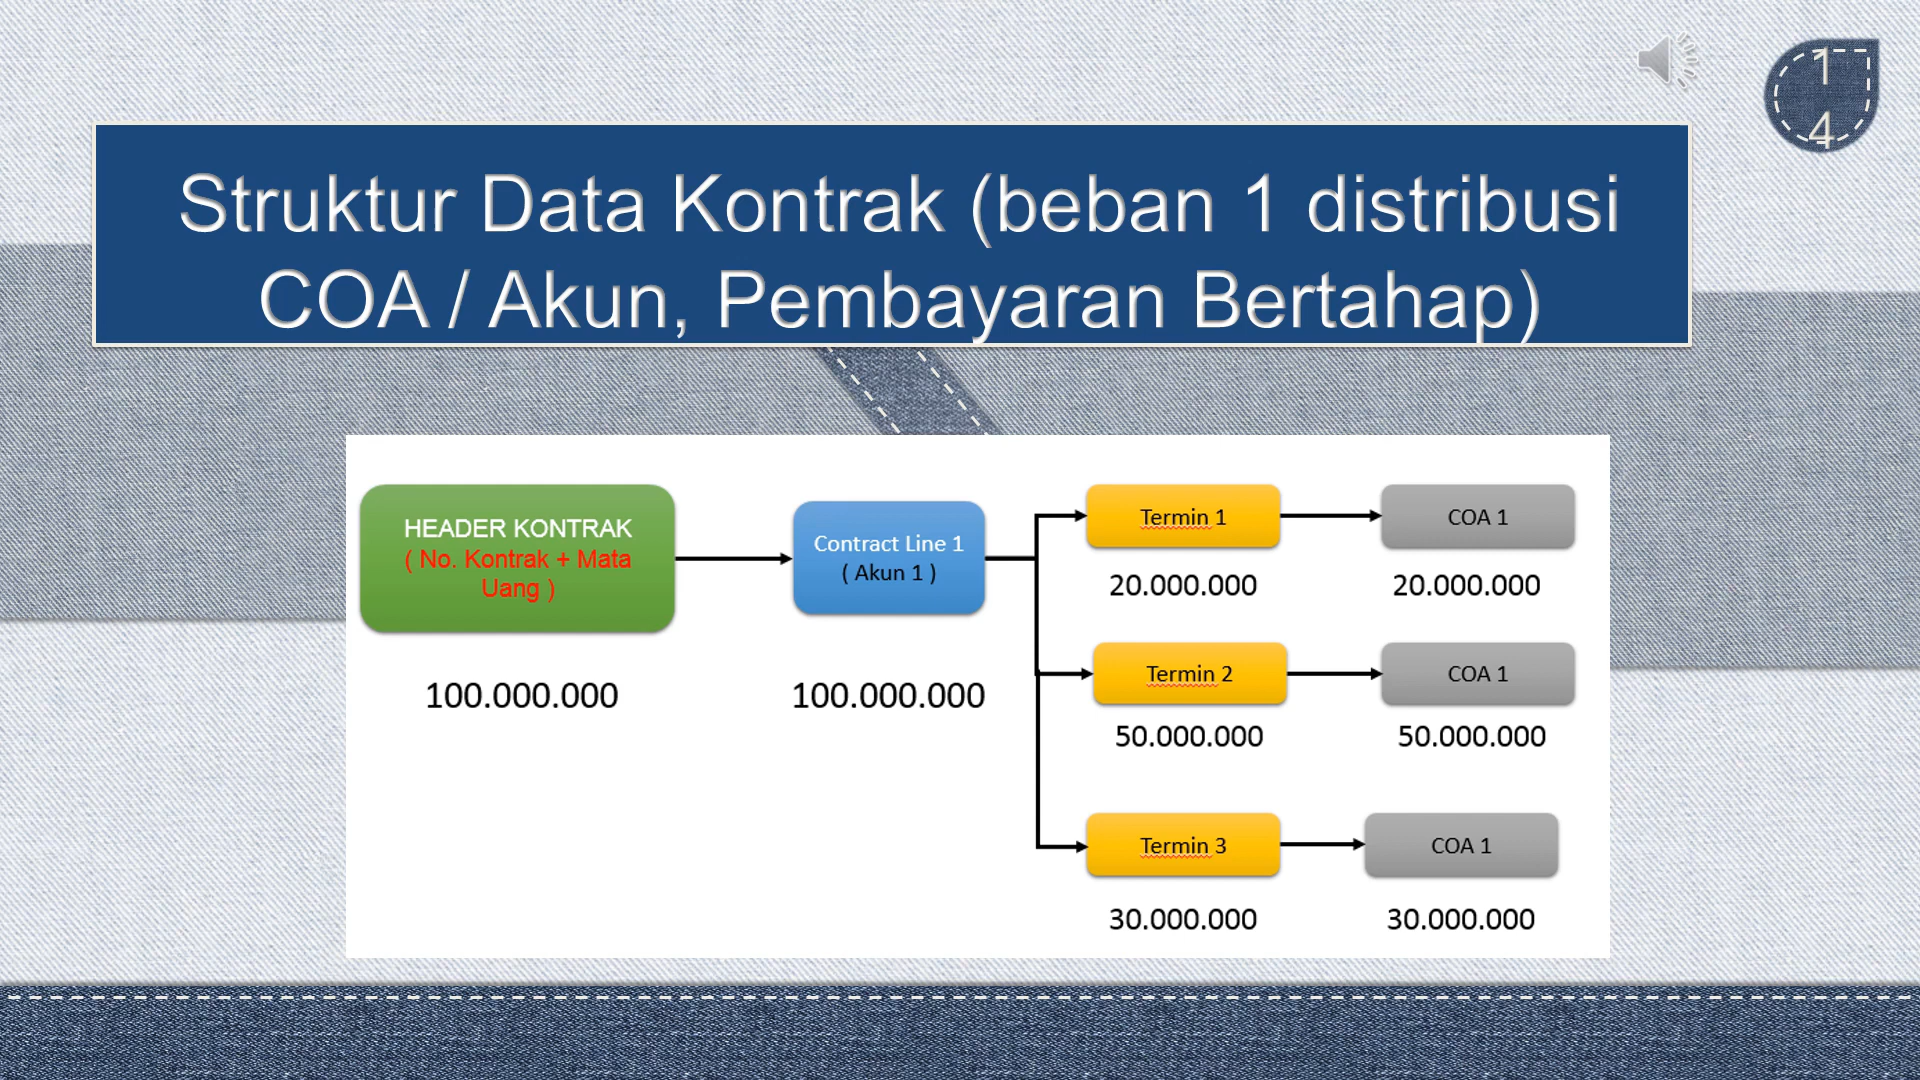 1
4
Struktur Data Kontrak (beban 1 distribusi
COA / Akun, Pembayaran Bertahap)
HEADER KONTRAK
( No. Kontrak + Mata
Uang )
100.000.000
Contract Line 1
( Akun 1 )
100.000.000
Termin 1
COA 1
20.000.000
20.000.000
Termin 2
COA 1
50.000.000
50.000.000
Termin 3
COA 1
30.000.000
30.000.000